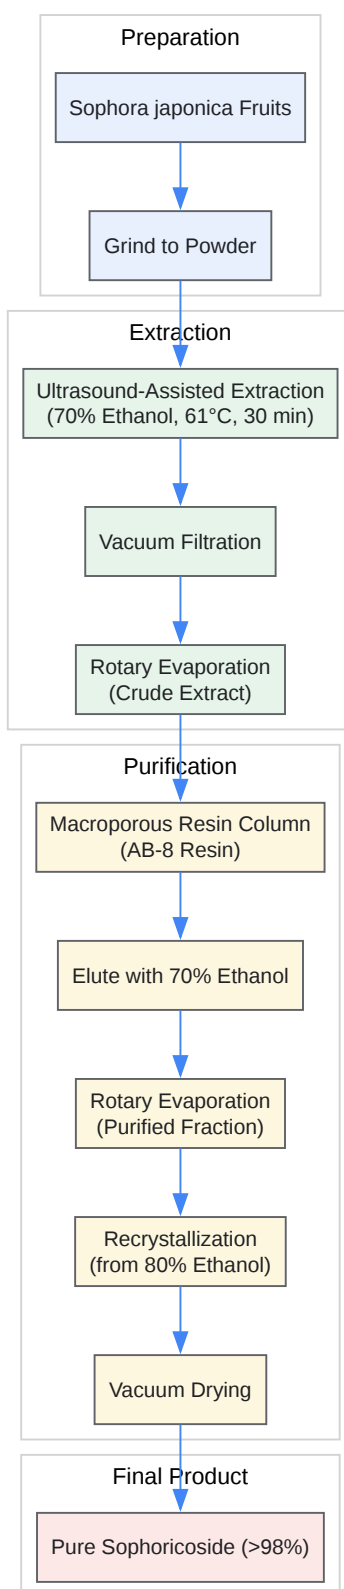 Preparation
Sophora japonica Fruits
Grind to Powder
Extraction
Ultrasound-Assisted Extraction
(70% Ethanol, 61°C, 30 min)
Vacuum Filtration
Rotary Evaporation
(Crude Extract)
Purification
Macroporous Resin Column
(AB-8 Resin)
Elute with 70% Ethanol
Rotary Evaporation
(Purified Fraction)
Recrystallization
(from 80% Ethanol)
Vacuum Drying
Final Product
Pure Sophoricoside (>98%)